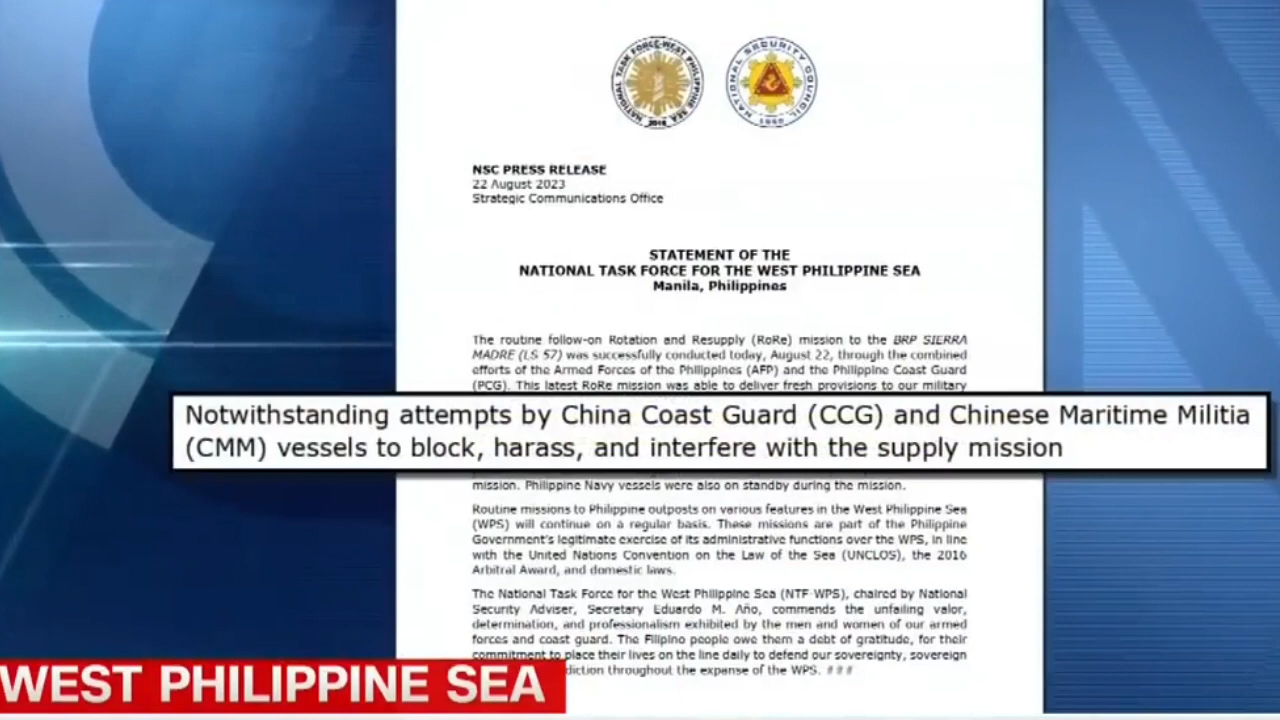 NATIONAL TASK FORCE-WEST PHILIPPINE SEA
2016
NATIONAL SECURITY COUNCIL
1950
NSC PRESS RELEASE
22 August 2023
Strategic Communications Office
STATEMENT OF THE
NATIONAL TASK FORCE FOR THE WEST PHILIPPINE SEA
Manila, Philippines
The routine follow-on Rotation and Resupply (RoRe) mission to the BRP SIERRA
MADRE (LS 57) was successfully conducted today, August 22, through the combined
efforts of the Armed Forces of the Philippines (AFP) and the Philippine Coast Guard
(PCG). This latest RoRe mission was able to deliver fresh provisions to our military
Notwithstanding attempts by China Coast Guard (CCG) and Chinese Maritime Militia
(CMM) vessels to block, harass, and interfere with the supply mission
mission. Philippine Navy vessels were also on standby during the mission.
Routine missions to Philippine outposts on various features in the West Philippine Sea
(WPS) will continue on a regular basis. These missions are part of the Philippine
Government's legitimate exercise of its administrative functions over the WPS, in line
with the United Nations Convention on the Law of the Sea (UNCLOS), the 2016
Arbitral Award, and domestic laws.
The National Task Force for the West Philippine Sea (NTF-WPS), chaired by National
Security Adviser, Secretary Eduardo M. Año, commends the unfailing valor,
determination, and professionalism exhibited by the men and women of our armed
forces and coast guard. The Filipino people owe them a debt of gratitude, for their
commitment to place their lives on the line daily to defend our sovereignty, sovereign
diction throughout the expanse of the WPS. ###
WEST PHILIPPINE SEA